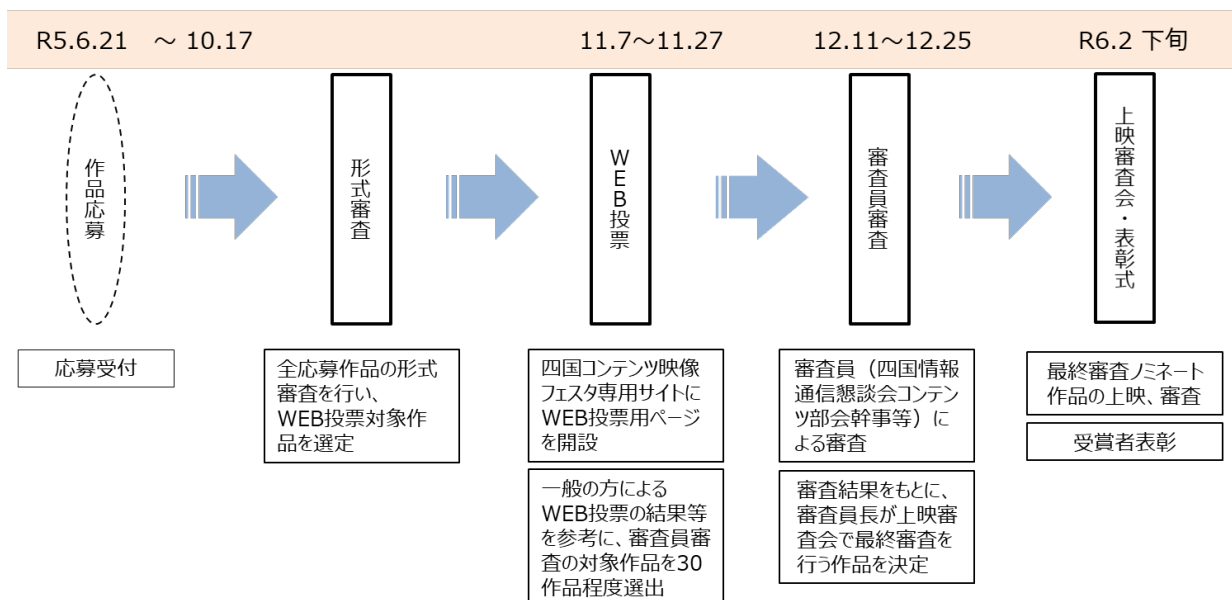 R5.6.21 ～ 10.17
11.7～11.27
12.11～12.25
R6.2 下旬
作品応募
形式審査
WEB投票
審査員審査
上映審査会・表彰式
応募受付
全応募作品の形式
審査を行い、
WEB投票対象作
品を選定
四国コンテンツ映像
フェスタ専用サイトに
WEB投票用ページ
を開設
一般の方による
WEB投票の結果等
を参考に、審査員審
査の対象作品を30
作品程度選出
審査員（四国情報
通信懇談会コンテン
ツ部会幹事等）によ
る審査
審査結果をもとに、
審査員長が上映審
査会で最終審査を
行う作品を決定
最終審査ノミネート
作品の上映、審査
受賞者表彰